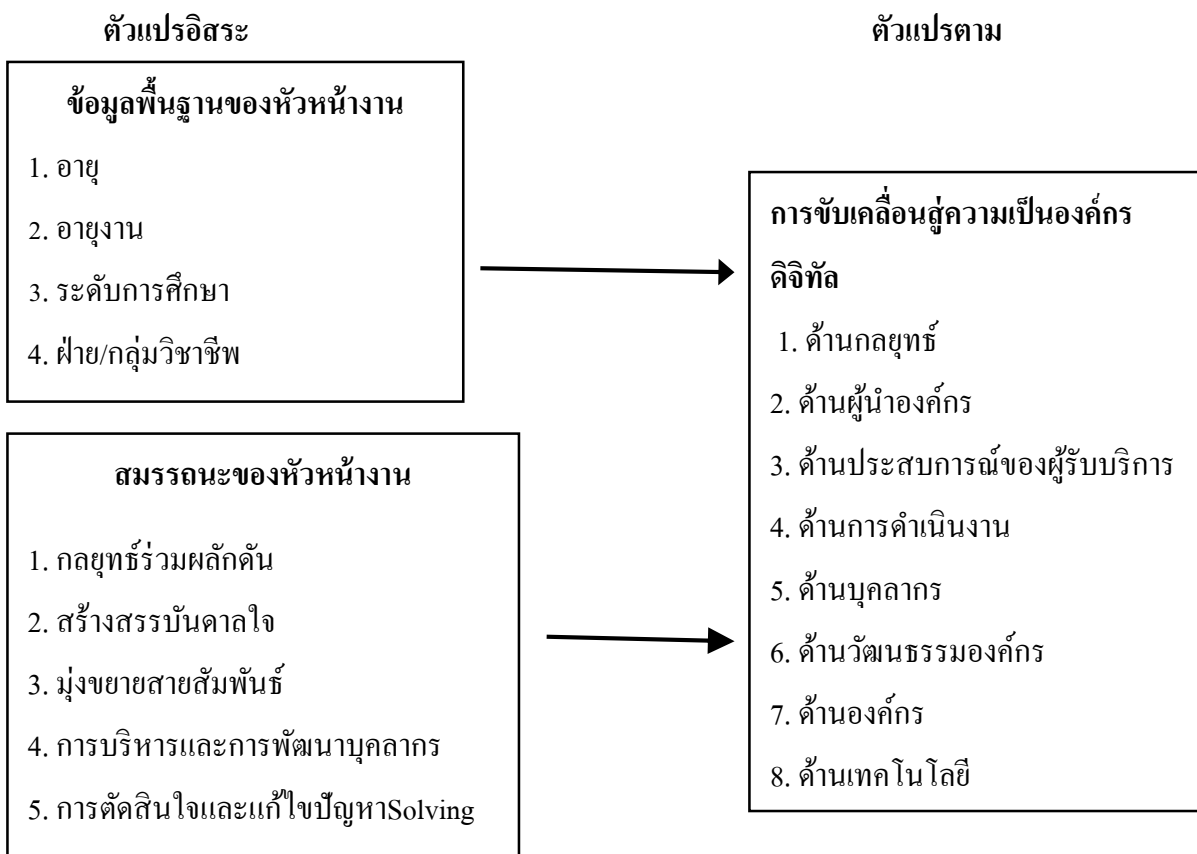 ตัวแปรอิสระ
ข้อมูลพื้นฐานของหัวหน้างาน
1. อายุ
2. อายุงาน
3. ระดับการศึกษา
4. ฝ่าย/กลุ่มวิชาชีพ
สมรรถนะของหัวหน้างาน
1. กลยุทธ์ร่วมผลักดัน
2. สร้างสรรบันดาลใจ
3. มุ่งขยายสายสัมพันธ์
4. การบริหารและการพัฒนาบุคลากร
5. การตัดสินใจและแก้ไขปัญหาSolving
ตัวแปรตาม
การขับเคลื่อนสู่ความเป็นองค์กร
ดิจิทัล
1. ด้านกลยุทธ์
2. ด้านผู้นำองค์กร
3. ด้านประสบการณ์ของผู้รับบริการ
4. ด้านการดำเนินงาน
5. ด้านบุคลากร
6. ด้านวัฒนธรรมองค์กร
7. ด้านองค์กร
8. ด้านเทคโนโลยี